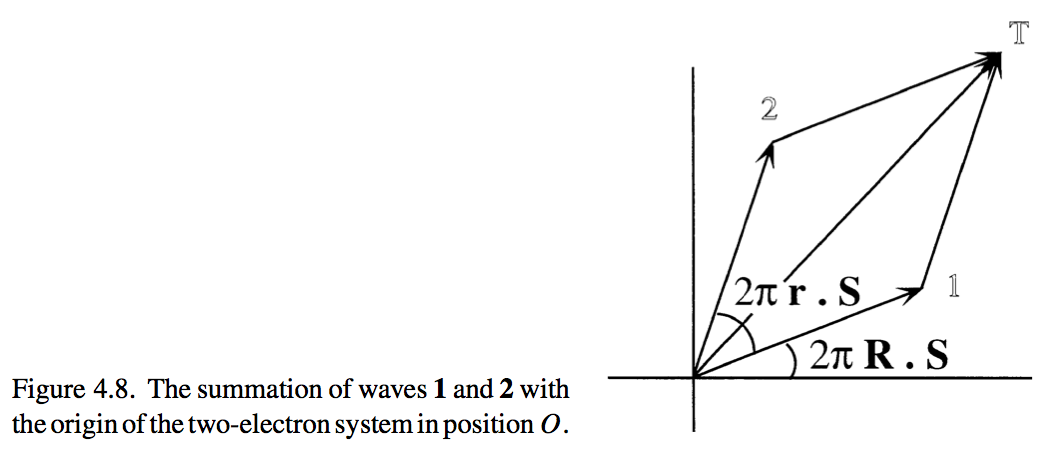 𝕋
𝟚
2π r . S
𝟙
2π R . S
Figure 4.8. The summation of waves 1 and 2 with
the origin of the two-electron system in position O.